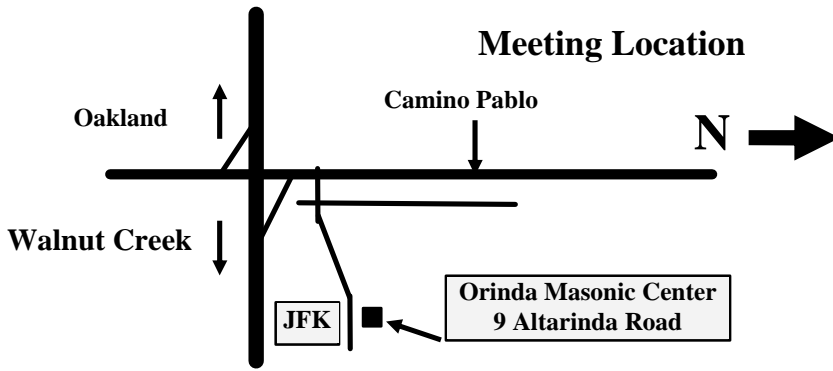 Meeting Location
Oakland
Camino Pablo
N
Walnut Creek
JFK
Orinda Masonic Center
9 Altarinda Road